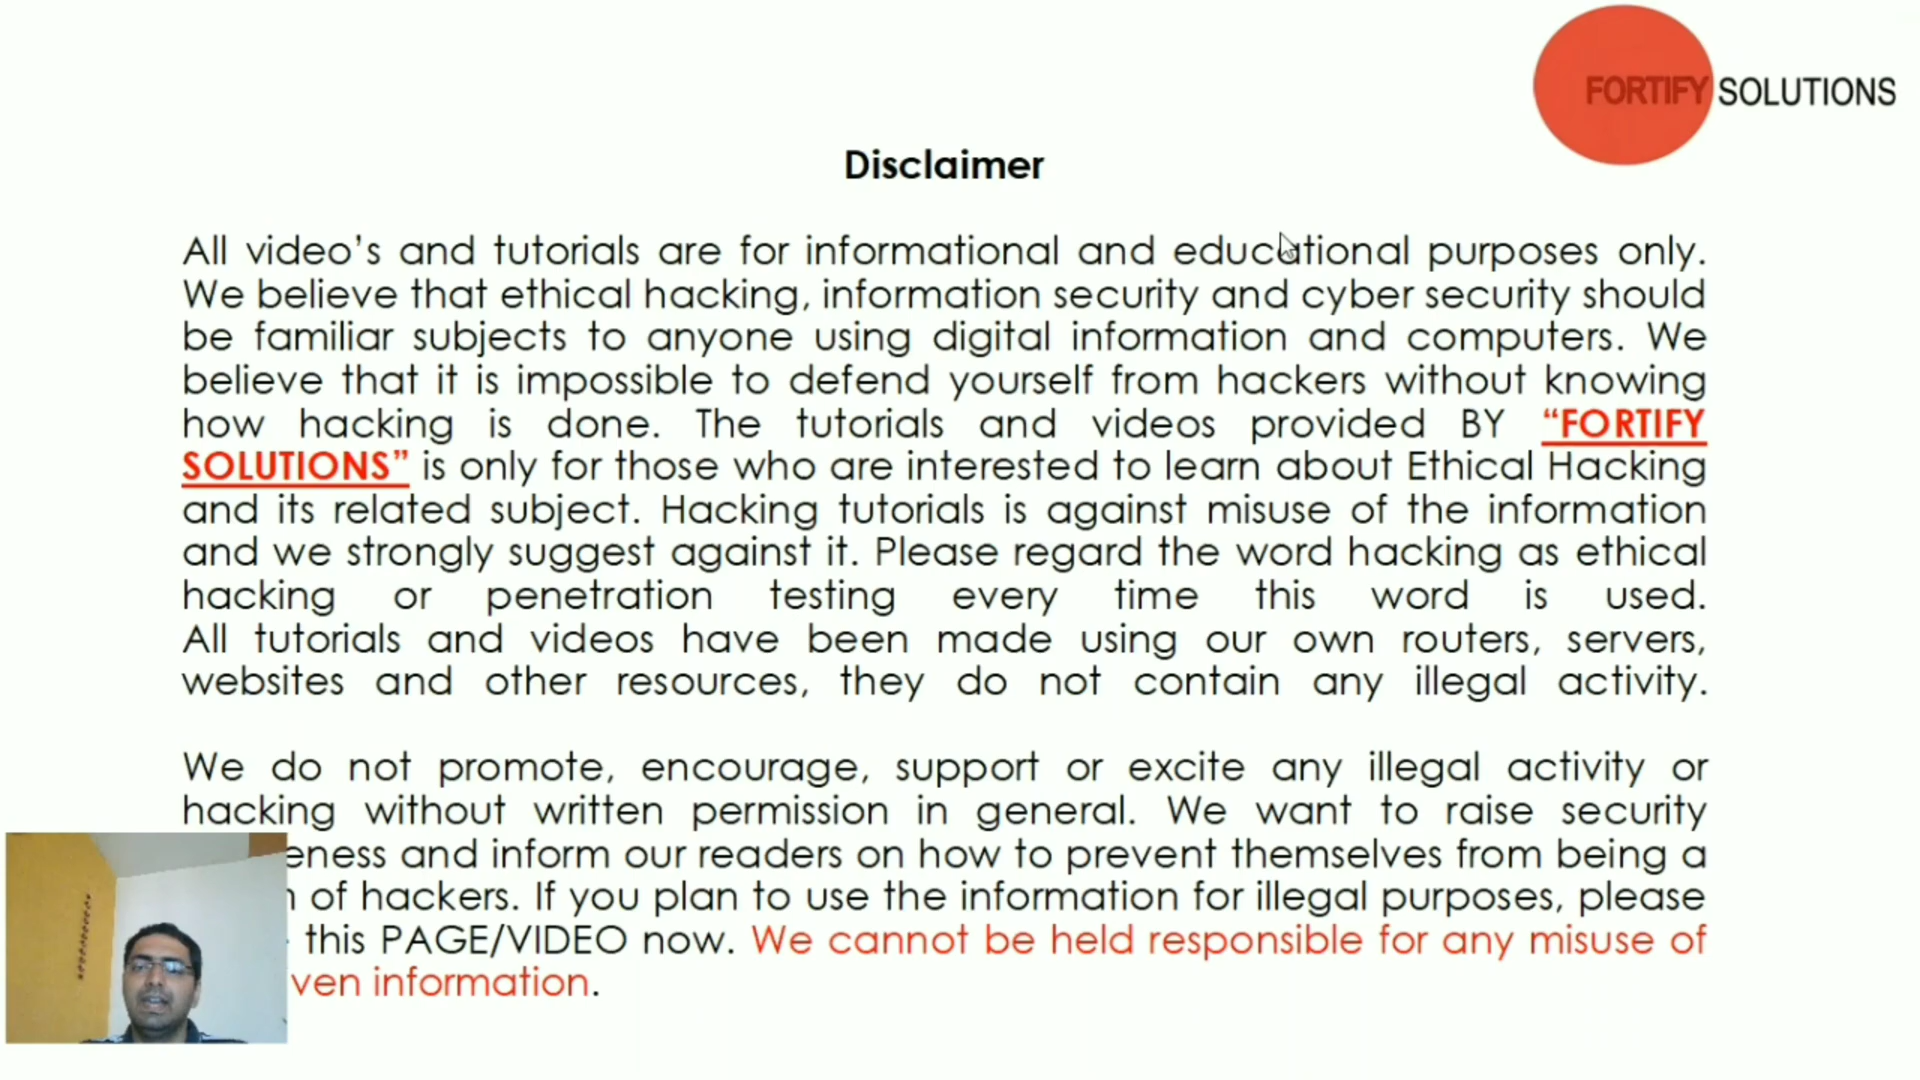 FORTIFY SOLUTIONS
Disclaimer
All video’s and tutorials are for informational and educational purposes only.
We believe that ethical hacking, information security and cyber security should
be familiar subjects to anyone using digital information and computers. We
believe that it is impossible to defend yourself from hackers without knowing
how hacking is done. The tutorials and videos provided BY “FORTIFY
SOLUTIONS” is only for those who are interested to learn about Ethical Hacking
and its related subject. Hacking tutorials is against misuse of the information
and we strongly suggest against it. Please regard the word hacking as ethical
hacking or penetration testing every time this word is used.
All tutorials and videos have been made using our own routers, servers,
websites and other resources, they do not contain any illegal activity.
We do not promote, encourage, support or excite any illegal activity or
hacking without written permission in general. We want to raise security
eness and inform our readers on how to prevent themselves from being a
of hackers. If you plan to use the information for illegal purposes, please
this PAGE/VIDEO now. We cannot be held responsible for any misuse of
ven information.